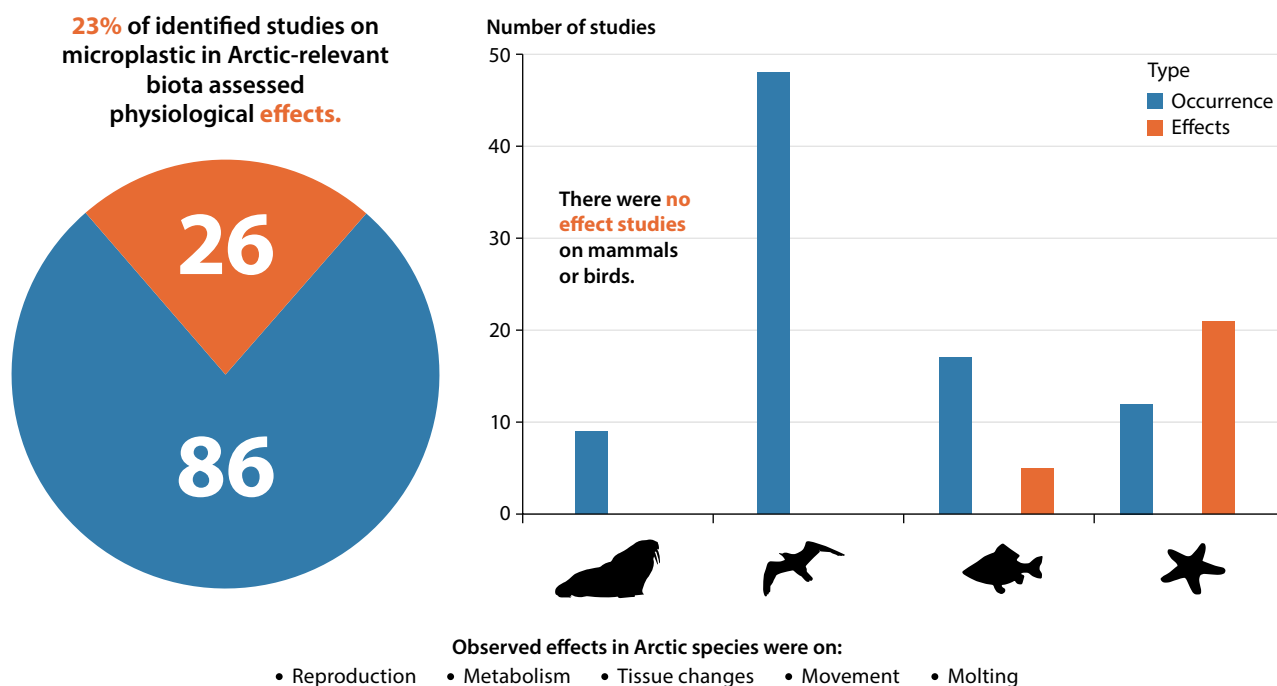 23% of identified studies on
microplastic in Arctic-relevant
biota assessed
physiological effects.
26
86
Number of studies
50
40
30
20
10
0
Type
Occurrence
Effects
There were no
effect studies
on mammals
or birds.
Observed effects in Arctic species were on:
• Reproduction • Metabolism • Tissue changes • Movement • Molting